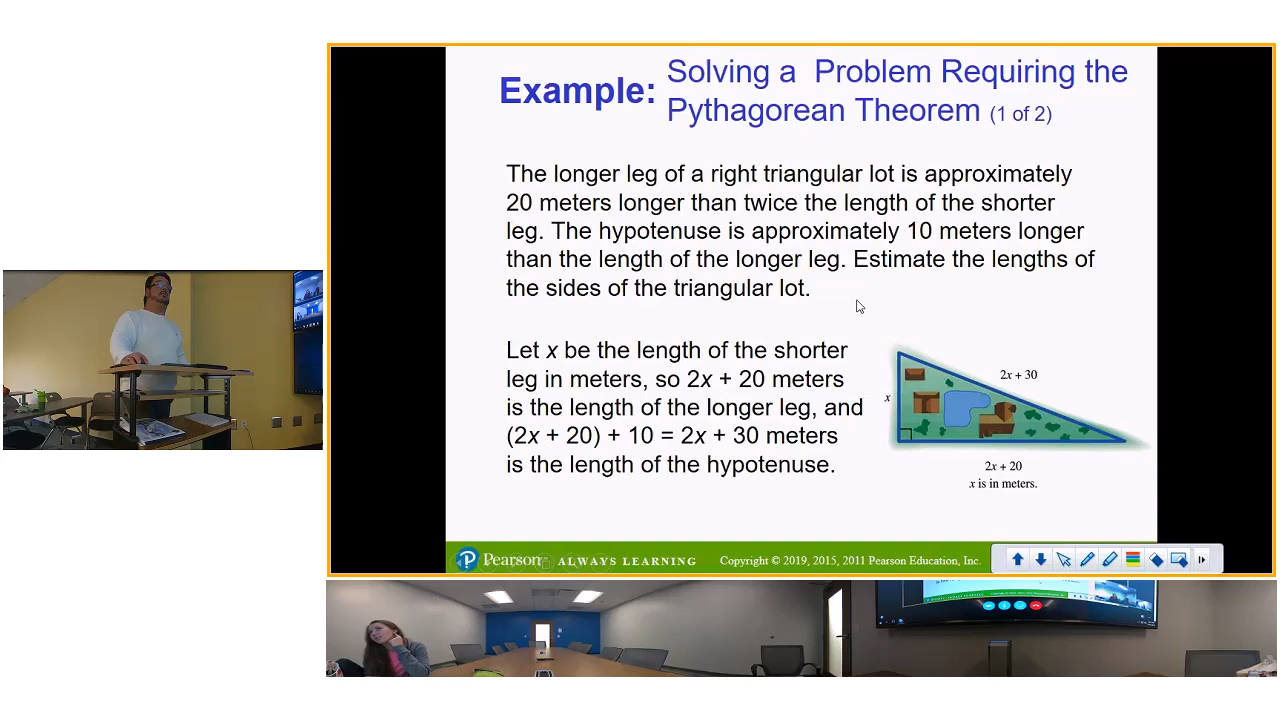 Example:
Solving a Problem Requiring the
Pythagorean Theorem (1 of 2)
The longer leg of a right triangular lot is approximately
20 meters longer than twice the length of the shorter
leg. The hypotenuse is approximately 10 meters longer
than the length of the longer leg. Estimate the lengths of
the sides of the triangular lot.
Let x be the length of the shorter
leg in meters, so 2x + 20 meters
is the length of the longer leg, and
(2x + 20) + 10 = 2x + 30 meters
is the length of the hypotenuse.
2x + 30
x
2x + 20
x is in meters.
Pearson ALWAYS LEARNING
Copyright © 2019, 2015, 2011 Pearson Education, Inc.